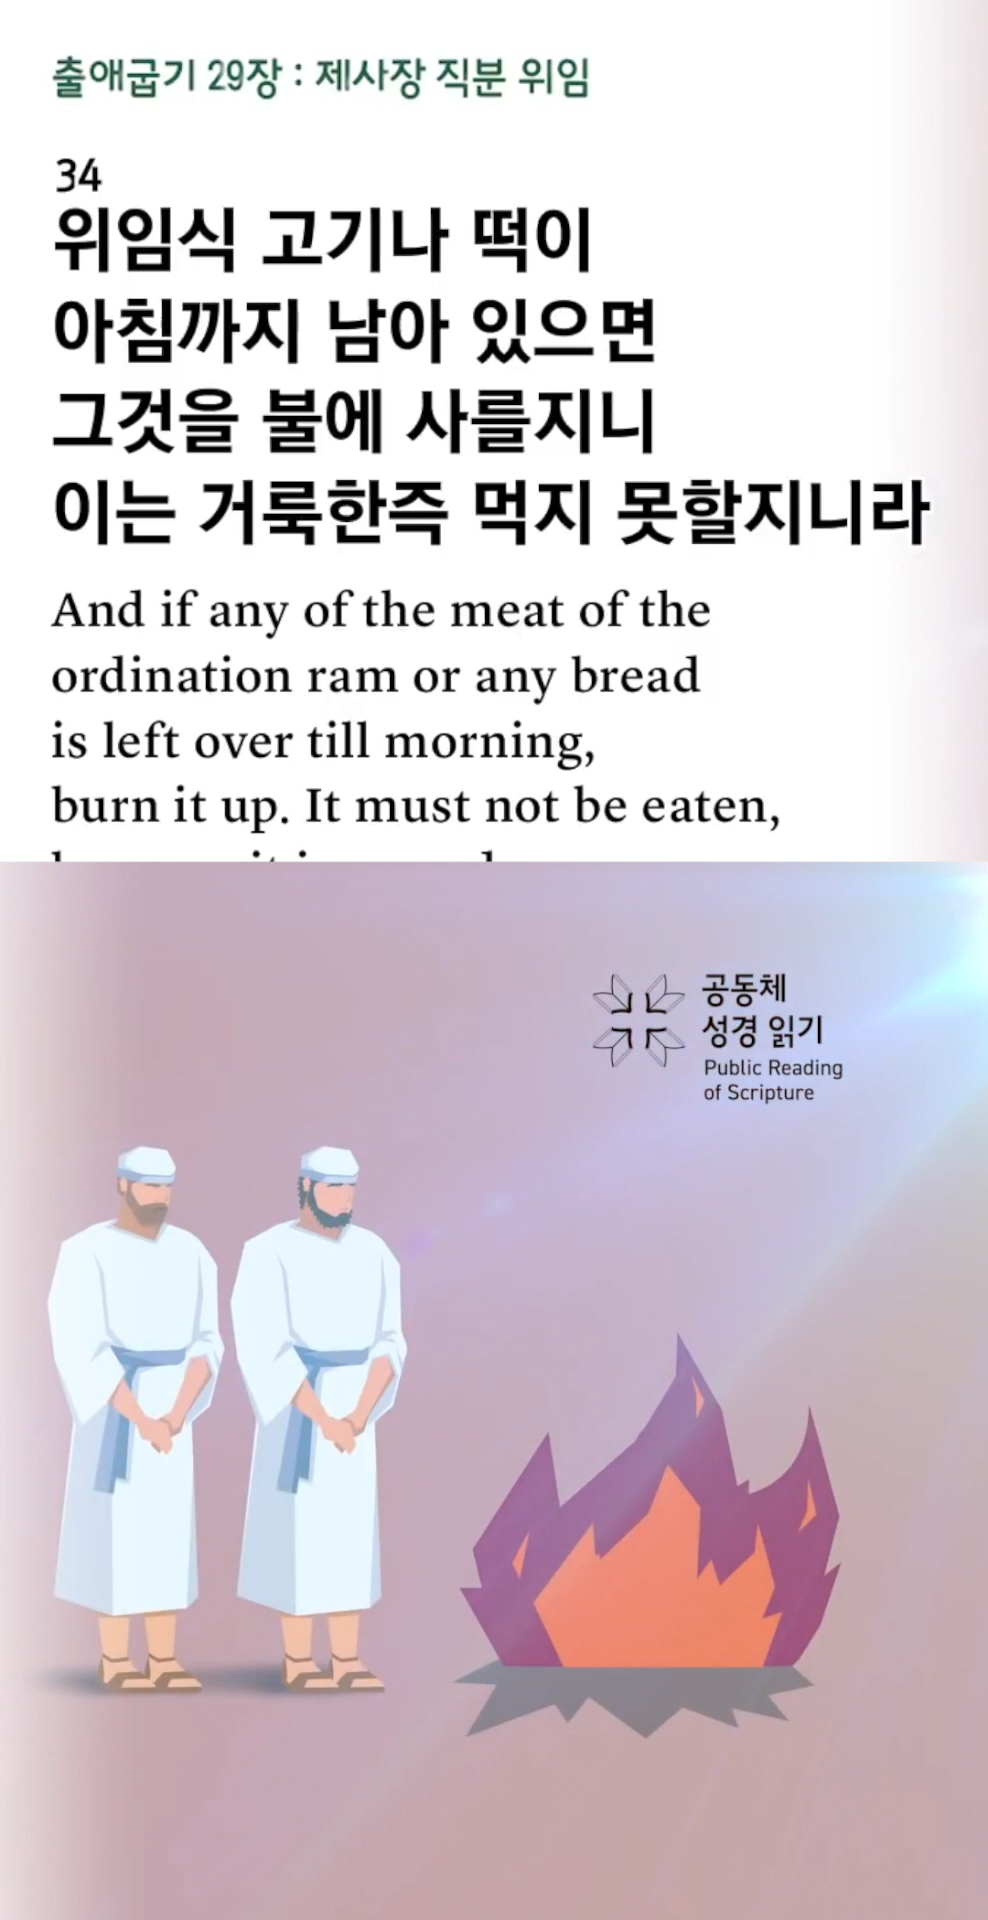 출애굽기 29장 : 제사장 직분 위임
34
위임식 고기나 떡이
아침까지 남아 있으면
그것을 불에 사를지니
이는 거룩한즉 먹지 못할지니라
And if any of the meat of the
ordination ram or any bread
is left over till morning,
burn it up. It must not be eaten,
공동체
성경 읽기
Public Reading
of Scripture